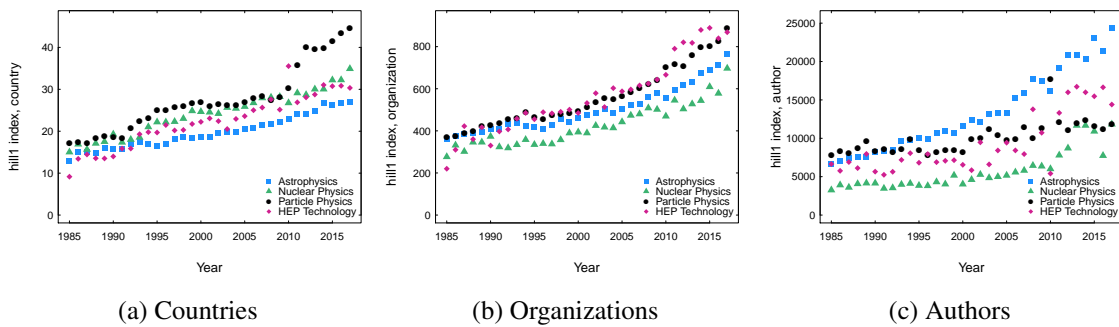 hill1 index, country
40
30
20
10
0
1985 1990 1995 2000 2005 2010 2015
Year
Astrophysics
Nuclear Physics
Particle Physics
HEP Technology
(a) Countries
hill1 index, organization
800
600
400
200
0
1985 1990 1995 2000 2005 2010 2015
Year
Astrophysics
Nuclear Physics
Particle Physics
HEP Technology
(b) Organizations
hill1 index, author
25000
20000
15000
10000
5000
0
1985 1990 1995 2000 2005 2010 2015
Year
Astrophysics
Nuclear Physics
Particle Physics
HEP Technology
(c) Authors